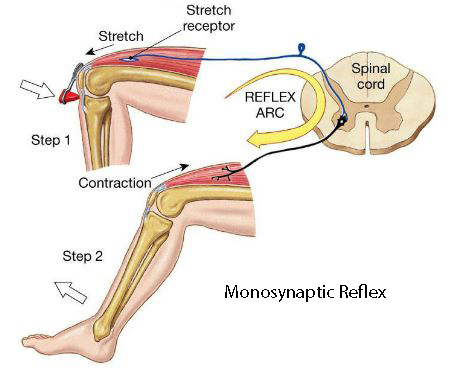 Stretch
receptor
Stretch
Spinal
cord
REFLEX
ARC
Step 1
Contraction
Step 2
Monosynaptic Reflex